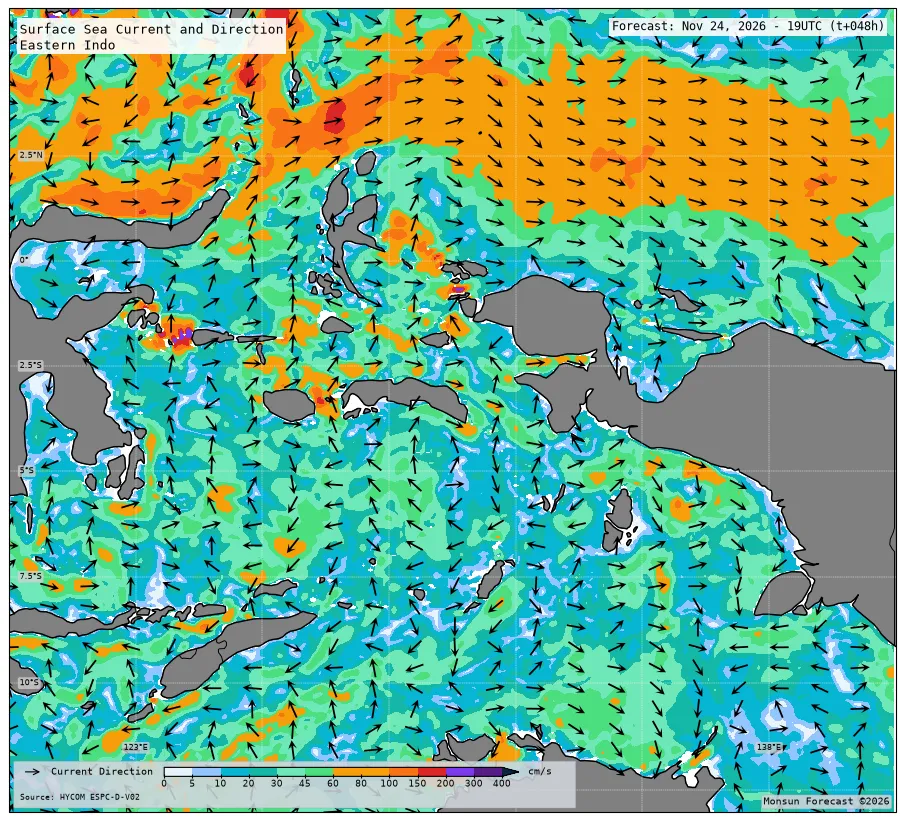 Surface Sea Current and Direction
Eastern Indo
Forecast: Nov 24, 2026 - 19UTC (t+048h)
2.5°N
0°
2.5°S
5°S
7.5°S
10°S
123°E
138°E
Current Direction
0 5 10 20 30 45 60 80 100 150 200 300 400
cm/s
Source: HYCOM ESPC-D-V02
Monsun Forecast ©2026